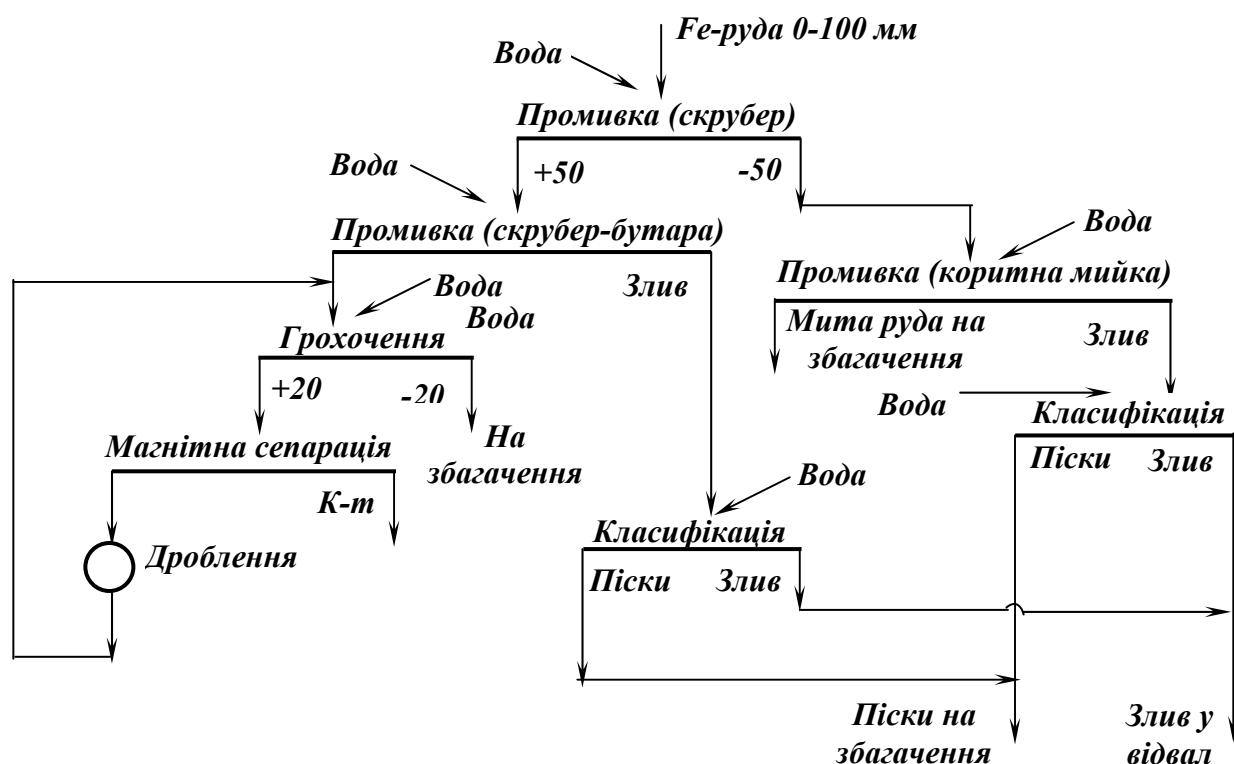 Fe-руда 0-100 мм
Вода
Промивка (скрубер)
Вода
+50
-50
Промивка (скрубер-бутара)
Вода
Промивка (коритна мийка)
Вода
Злив
Вода
Мита руда на
збагачення
Злив
Грохочення
+20
-20
Вода
Класифікація
Магнітна сепарація
На
збагачення
Піски
Злив
К-т
Вода
Класифікація
Дроблення
Піски
Злив
Піски на
збагачення
Злив у
відвал